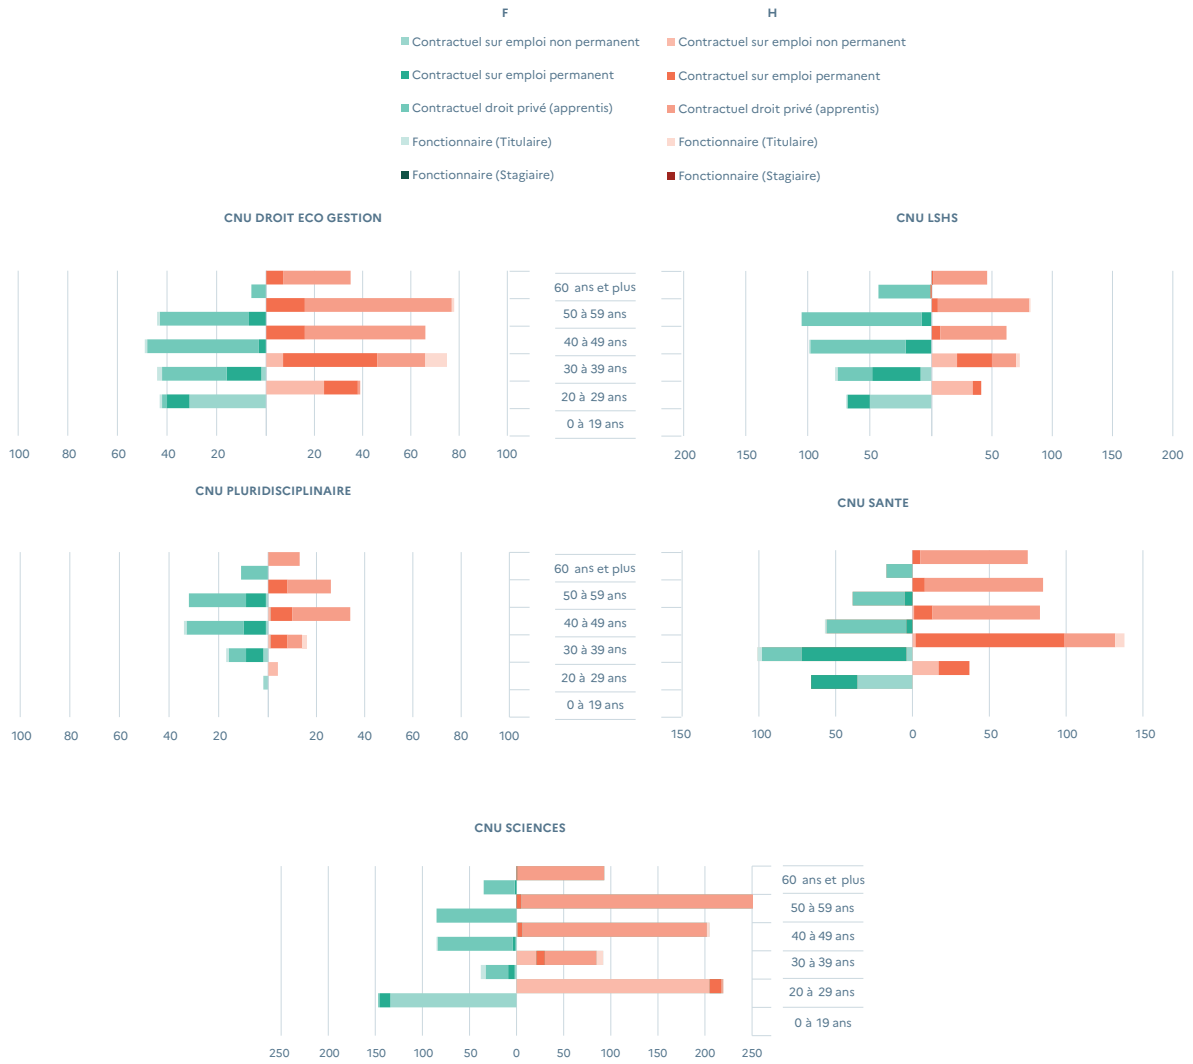 F
H
Contractuel sur emploi non permanent
Contractuel sur emploi non permanent
Contractuel sur emploi permanent
Contractuel sur emploi permanent
Contractuel droit privé (apprentis)
Contractuel droit privé (apprentis)
Fonctionnaire (Titulaire)
Fonctionnaire (Titulaire)
Fonctionnaire (Stagiaire)
Fonctionnaire (Stagiaire)
CNU DROIT ECO GESTION
60 ans et plus
50 à 59 ans
40 à 49 ans
30 à 39 ans
20 à 29 ans
0 à 19 ans
100 80 60 40 20 20 40 60 80 100
CNU LSHS
200 150 100 50 50 100 150 200
CNU PLURIDISCIPLINAIRE
60 ans et plus
50 à 59 ans
40 à 49 ans
30 à 39 ans
20 à 29 ans
0 à 19 ans
100 80 60 40 20 20 40 60 80 100
CNU SANTE
150 100 50 0 50 100 150
CNU SCIENCES
60 ans et plus
50 à 59 ans
40 à 49 ans
30 à 39 ans
20 à 29 ans
0 à 19 ans
250 200 150 100 50 0 50 100 150 200 250